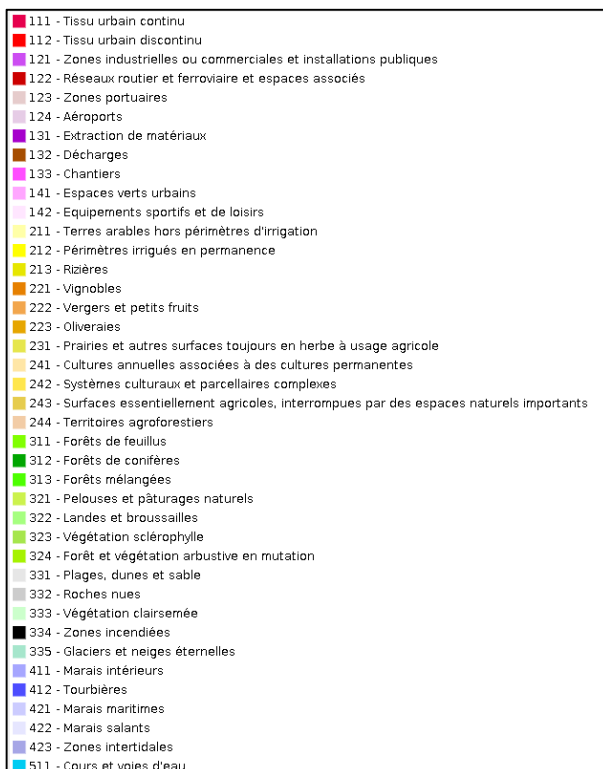 111 - Tissu urbain continu
112 - Tissu urbain discontinu
121 - Zones industrielles ou commerciales et installations publiques
122 - Réseaux routier et ferroviaire et espaces associés
123 - Zones portuaires
124 - Aéroports
131 - Extraction de matériaux
132 - Décharges
133 - Chantiers
141 - Espaces verts urbains
142 - Equipements sportifs et de loisirs
211 - Terres arables hors périmètres d'irrigation
212 - Périmètres irrigués en permanence
213 - Rizières
221 - Vignobles
222 - Vergers et petits fruits
223 - Oliveraies
231 - Prairies et autres surfaces toujours en herbe à usage agricole
241 - Cultures annuelles associées à des cultures permanentes
242 - Systèmes culturaux et parcellaires complexes
243 - Surfaces essentiellement agricoles, interrompues par des espaces naturels importants
244 - Territoires agroforestiers
311 - Forêts de feuillus
312 - Forêts de conifères
313 - Forêts mélangées
321 - Pelouses et pâturages naturels
322 - Landes et broussailles
323 - Végétation sclérophylle
324 - Forêt et végétation arbustive en mutation
331 - Plages, dunes et sable
332 - Roches nues
333 - Végétation clairsemée
334 - Zones incendiées
335 - Glaciers et neiges éternelles
411 - Marais intérieurs
412 - Tourbières
421 - Marais maritimes
422 - Marais salants
423 - Zones intertidales
511 - Cours et voies d'eau